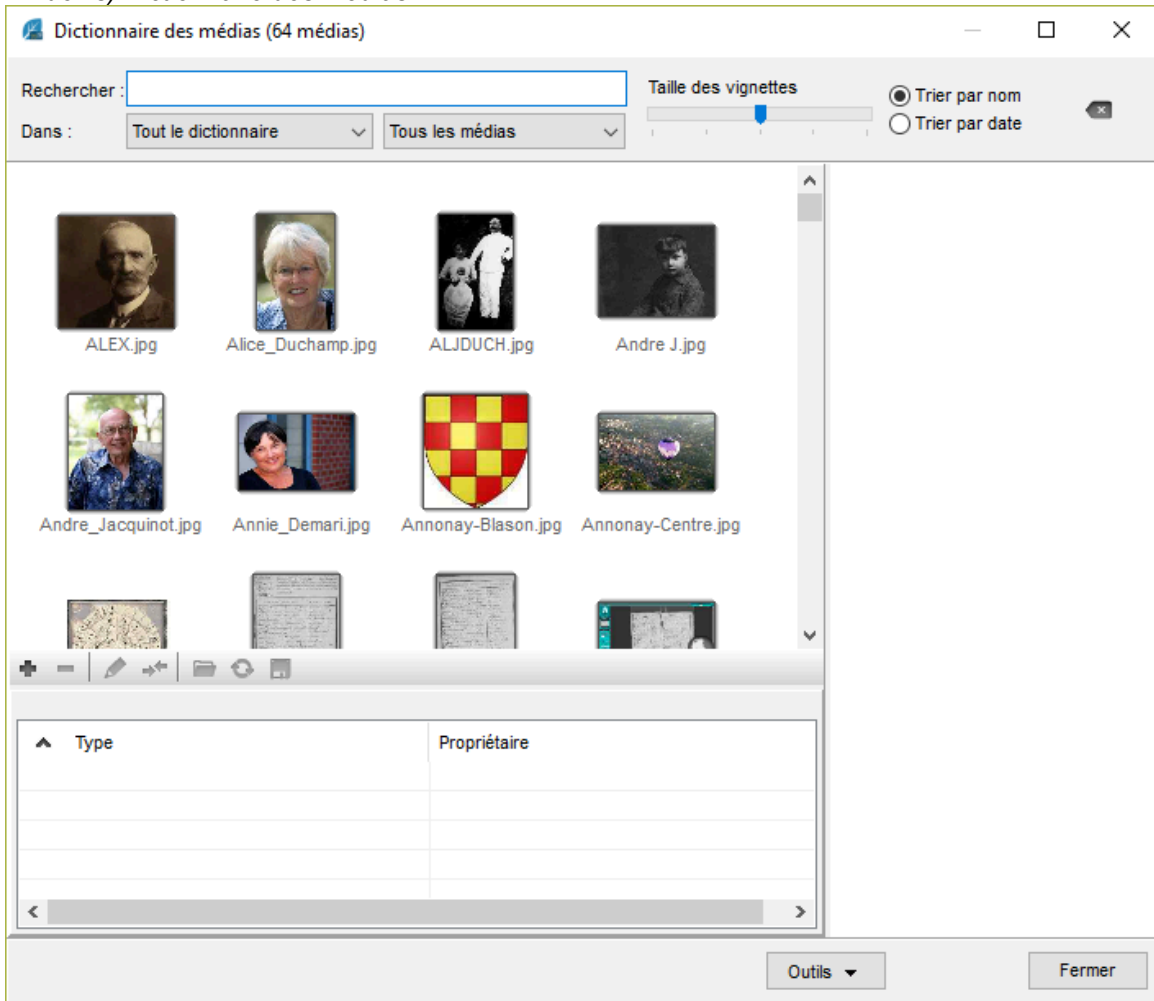 Dictionnaire des médias (64 médias)
Rechercher :
Taille des vignettes
Trier par nom
Dans :
Tout le dictionnaire
Tous les médias
Trier par date
ALEX.jpg
Alice_Duchamp.jpg
ALJDUCH.jpg
Andre J.jpg
Andre_Jacquinot.jpg
Annie_Demari.jpg
Annonay-Blason.jpg
Annonay-Centre.jpg
Type
Propriétaire
Outils
Fermer